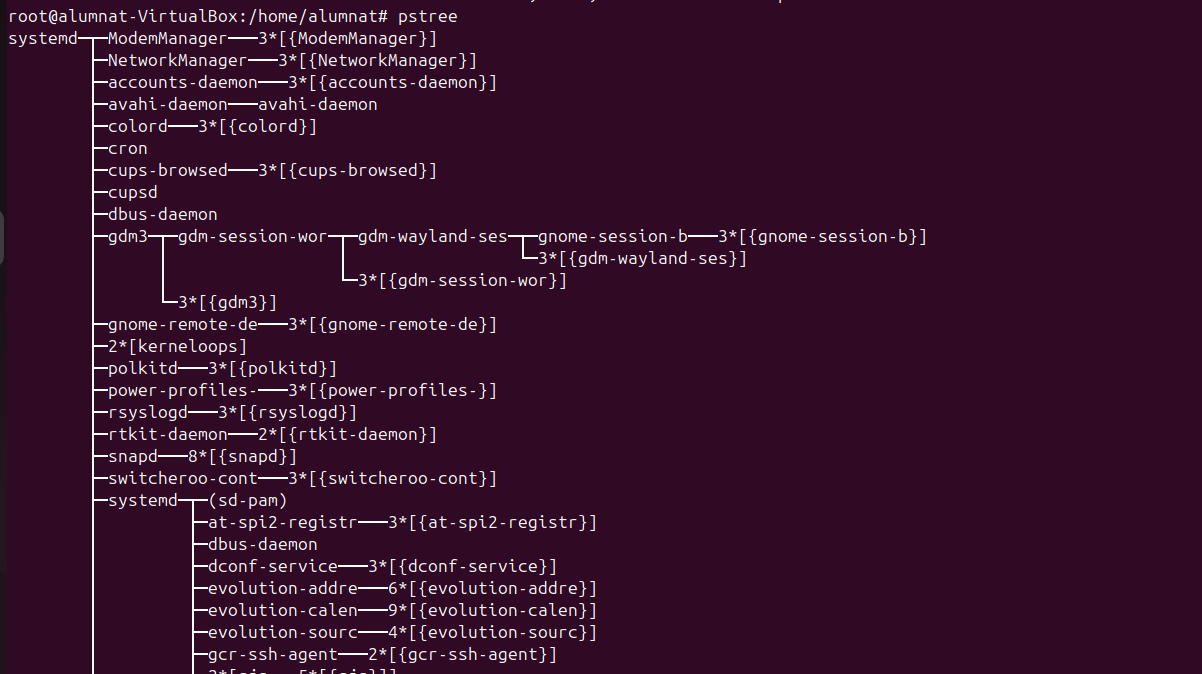 root@alumnat-VirtualBox:/home/alumnat# pstree
systemd─┬─ModemManager───3*[{ModemManager}]
        ├─NetworkManager───3*[{NetworkManager}]
        ├─accounts-daemon───3*[{accounts-daemon}]
        ├─avahi-daemon───avahi-daemon
        ├─colord───3*[{colord}]
        ├─cron
        ├─cups-browsed───3*[{cups-browsed}]
        ├─cupsd
        ├─dbus-daemon
        ├─gdm3─┬─gdm-session-wor─┬─gdm-wayland-ses─┬─gnome-session-b───3*[{gnome-session-b}]
        │      │                 │                 └─3*[{gdm-wayland-ses}]
        │      │                 └─3*[{gdm-session-wor}]
        │      └─3*[{gdm3}]
        ├─gnome-remote-de───3*[{gnome-remote-de}]
        ├─2*[kerneloops]
        ├─polkitd───3*[{polkitd}]
        ├─power-profiles-───3*[{power-profiles-}]
        ├─rsyslogd───3*[{rsyslogd}]
        ├─rtkit-daemon───2*[{rtkit-daemon}]
        ├─snapd───8*[{snapd}]
        ├─switcheroo-cont───3*[{switcheroo-cont}]
        ├─systemd─┬─(sd-pam)
        │         ├─at-spi2-registr───3*[{at-spi2-registr}]
        │         ├─dbus-daemon
        │         ├─dconf-service───3*[{dconf-service}]
        │         ├─evolution-addre───6*[{evolution-addre}]
        │         ├─evolution-calen───9*[{evolution-calen}]
        │         ├─evolution-sourc───4*[{evolution-sourc}]
        │         ├─gcr-ssh-agent───2*[{gcr-ssh-agent}]